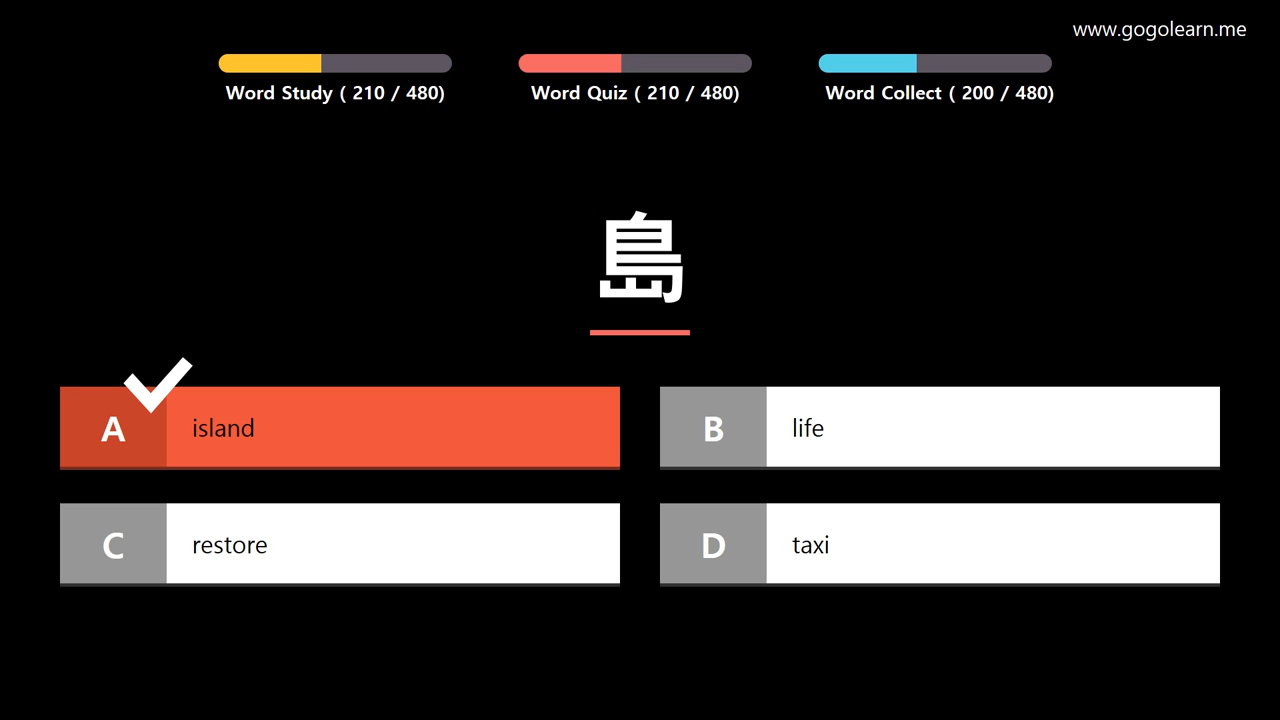 www.gogolearn.me
Word Study ( 210 / 480)
Word Quiz ( 210 / 480)
Word Collect ( 200 / 480)
島
A island
B life
C restore
D taxi